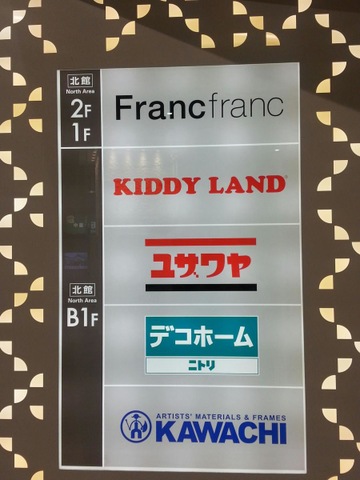 北館
North Area
2F
1F
Francfranc
KIDDY LAND
ユザワヤ
北館
North Area
B1F
デコホーム
ニトリ
ARTISTS' MATERIALS & FRAMES
KAWACHI